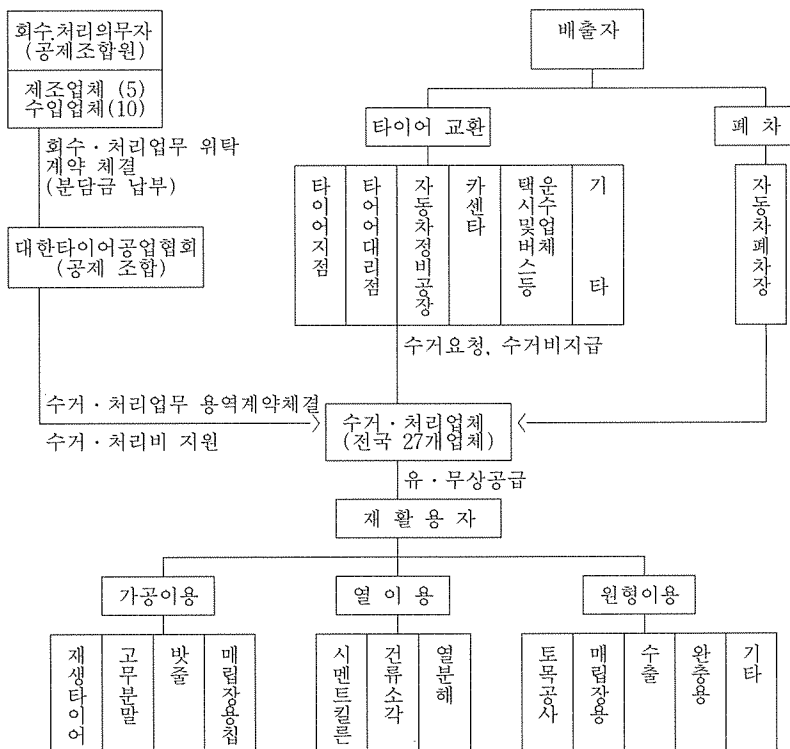 회수.처리의무자
(공제조합원)
제조업체 (5)
수입업체(10)
회수 · 처리업무 위탁
계약 체결
(분담금 납부)
대한타이어공업협회
(공제 조합)
배출자
타이어 교환
폐 차
타이어지점
타어어대리점
자동차정비공장
카센타
택시및버스등
운수업체
기 타
자동차폐차장
수거요청, 수거비지급
수거 · 처리업무 용역계약체결
수거 · 처리비 지원
수거 · 처리업체
(전국 27개업체)
유 · 무상공급
재 활 용 자
가공이용
열 이 용
원형이용
재생타이어
고무분말
밧줄
매립장용칩
시멘트킬른
건류소각
열분해
토목공사
매립장용
수출
완충용
기타